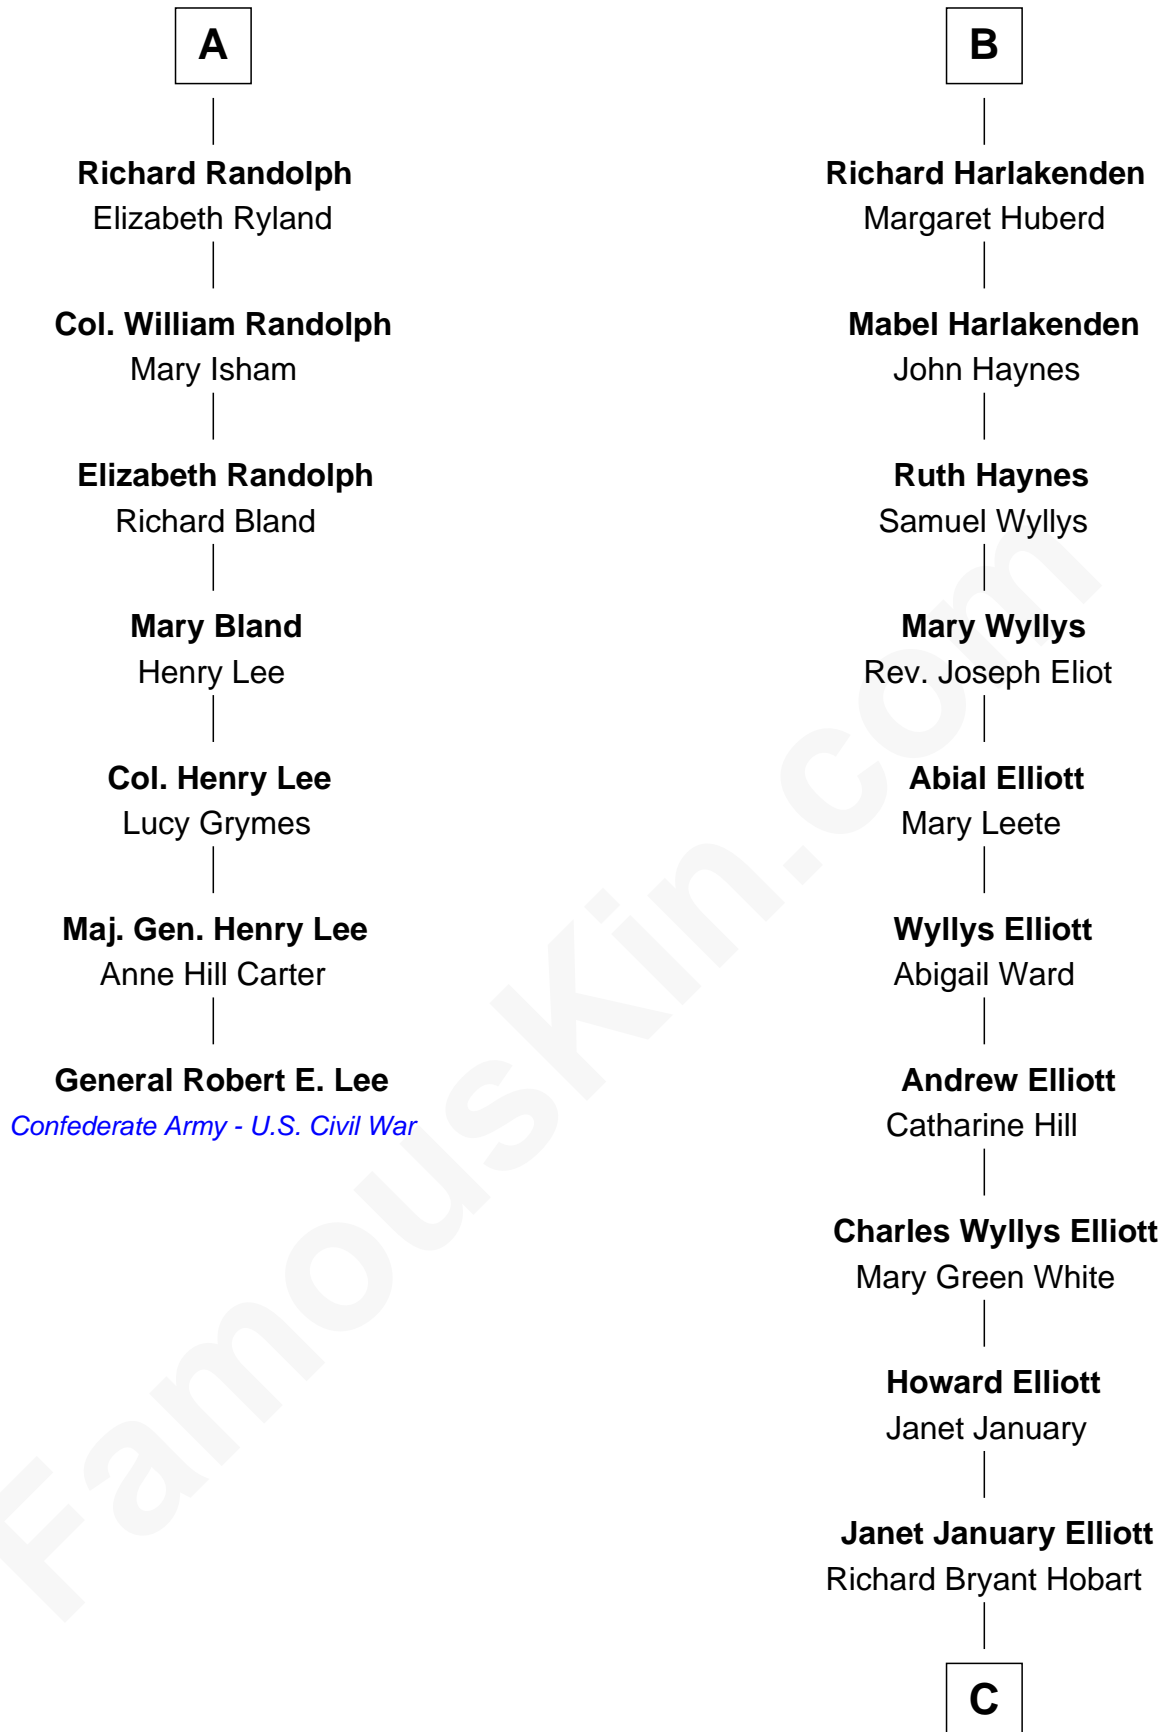 A
Richard Randolph
Elizabeth Ryland
Col. William Randolph
Mary Isham
Elizabeth Randolph
Richard Bland
Mary Bland
Henry Lee
Col. Henry Lee
Lucy Grymes
Maj. Gen. Henry Lee
Anne Hill Carter
General Robert E. Lee
Confederate Army - U.S. Civil War
B
Richard Harlakenden
Margaret Huberd
Mabel Harlakenden
John Haynes
Ruth Haynes
Samuel Wyllys
Mary Wyllys
Rev. Joseph Eliot
Abial Elliott
Mary Leete
Wyllys Elliott
Abigail Ward
Andrew Elliott
Catharine Hill
Charles Wyllys Elliott
Mary Green White
Howard Elliott
Janet January
Janet January Elliott
Richard Bryant Hobart
C
FamousKin.com